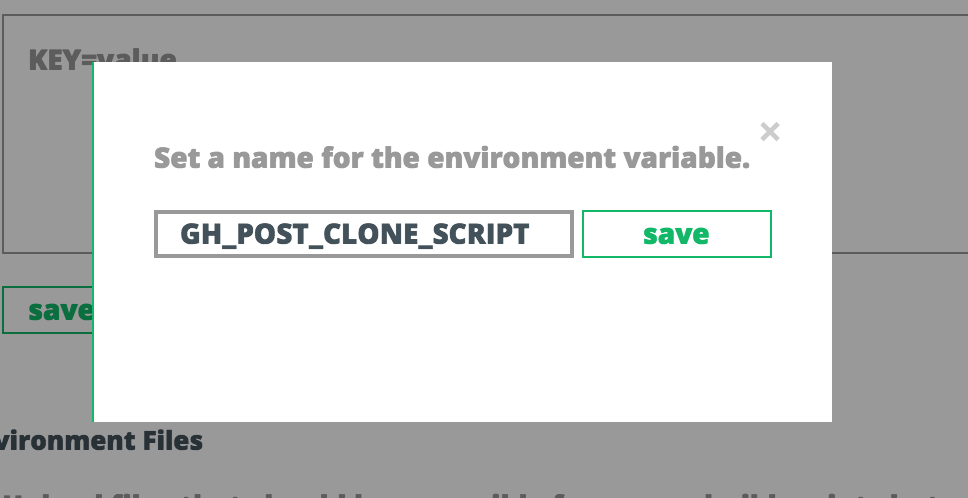 KEY=value
×
Set a name for the environment variable.
GH_POST_CLONE_SCRIPT save
save
vironment Files